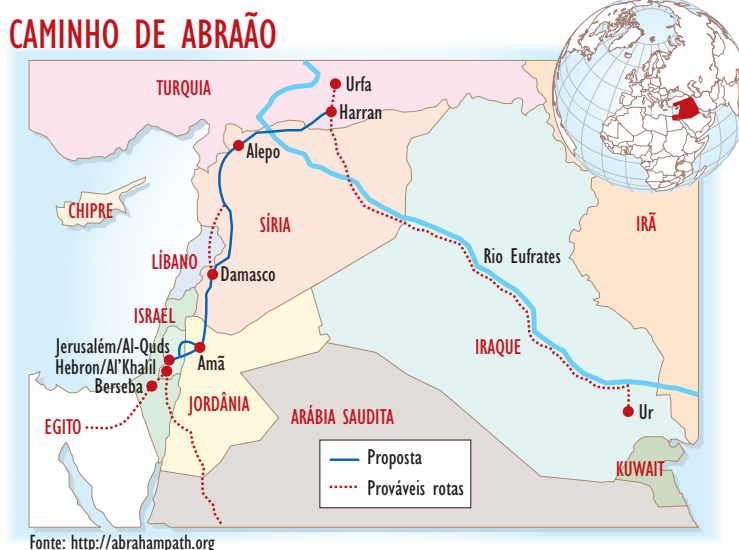 CAMINHO DE ABRAÃO
TURQUIA
Urfa
Harran
Alepo
CHIPRE
SÍRIA
IRÃ
LÍBANO
Rio Eufrates
Damasco
ISRAEL
Jerusalém/Al-Quds
Hebron/Al'Khalil
Berseba
Amã
IRAQUE
JORDÂNIA
ARÁBIA SAUDITA
Ur
EGITO
Proposta
Prováveis rotas
KUWAIT
Fonte: http://abrahampath.org